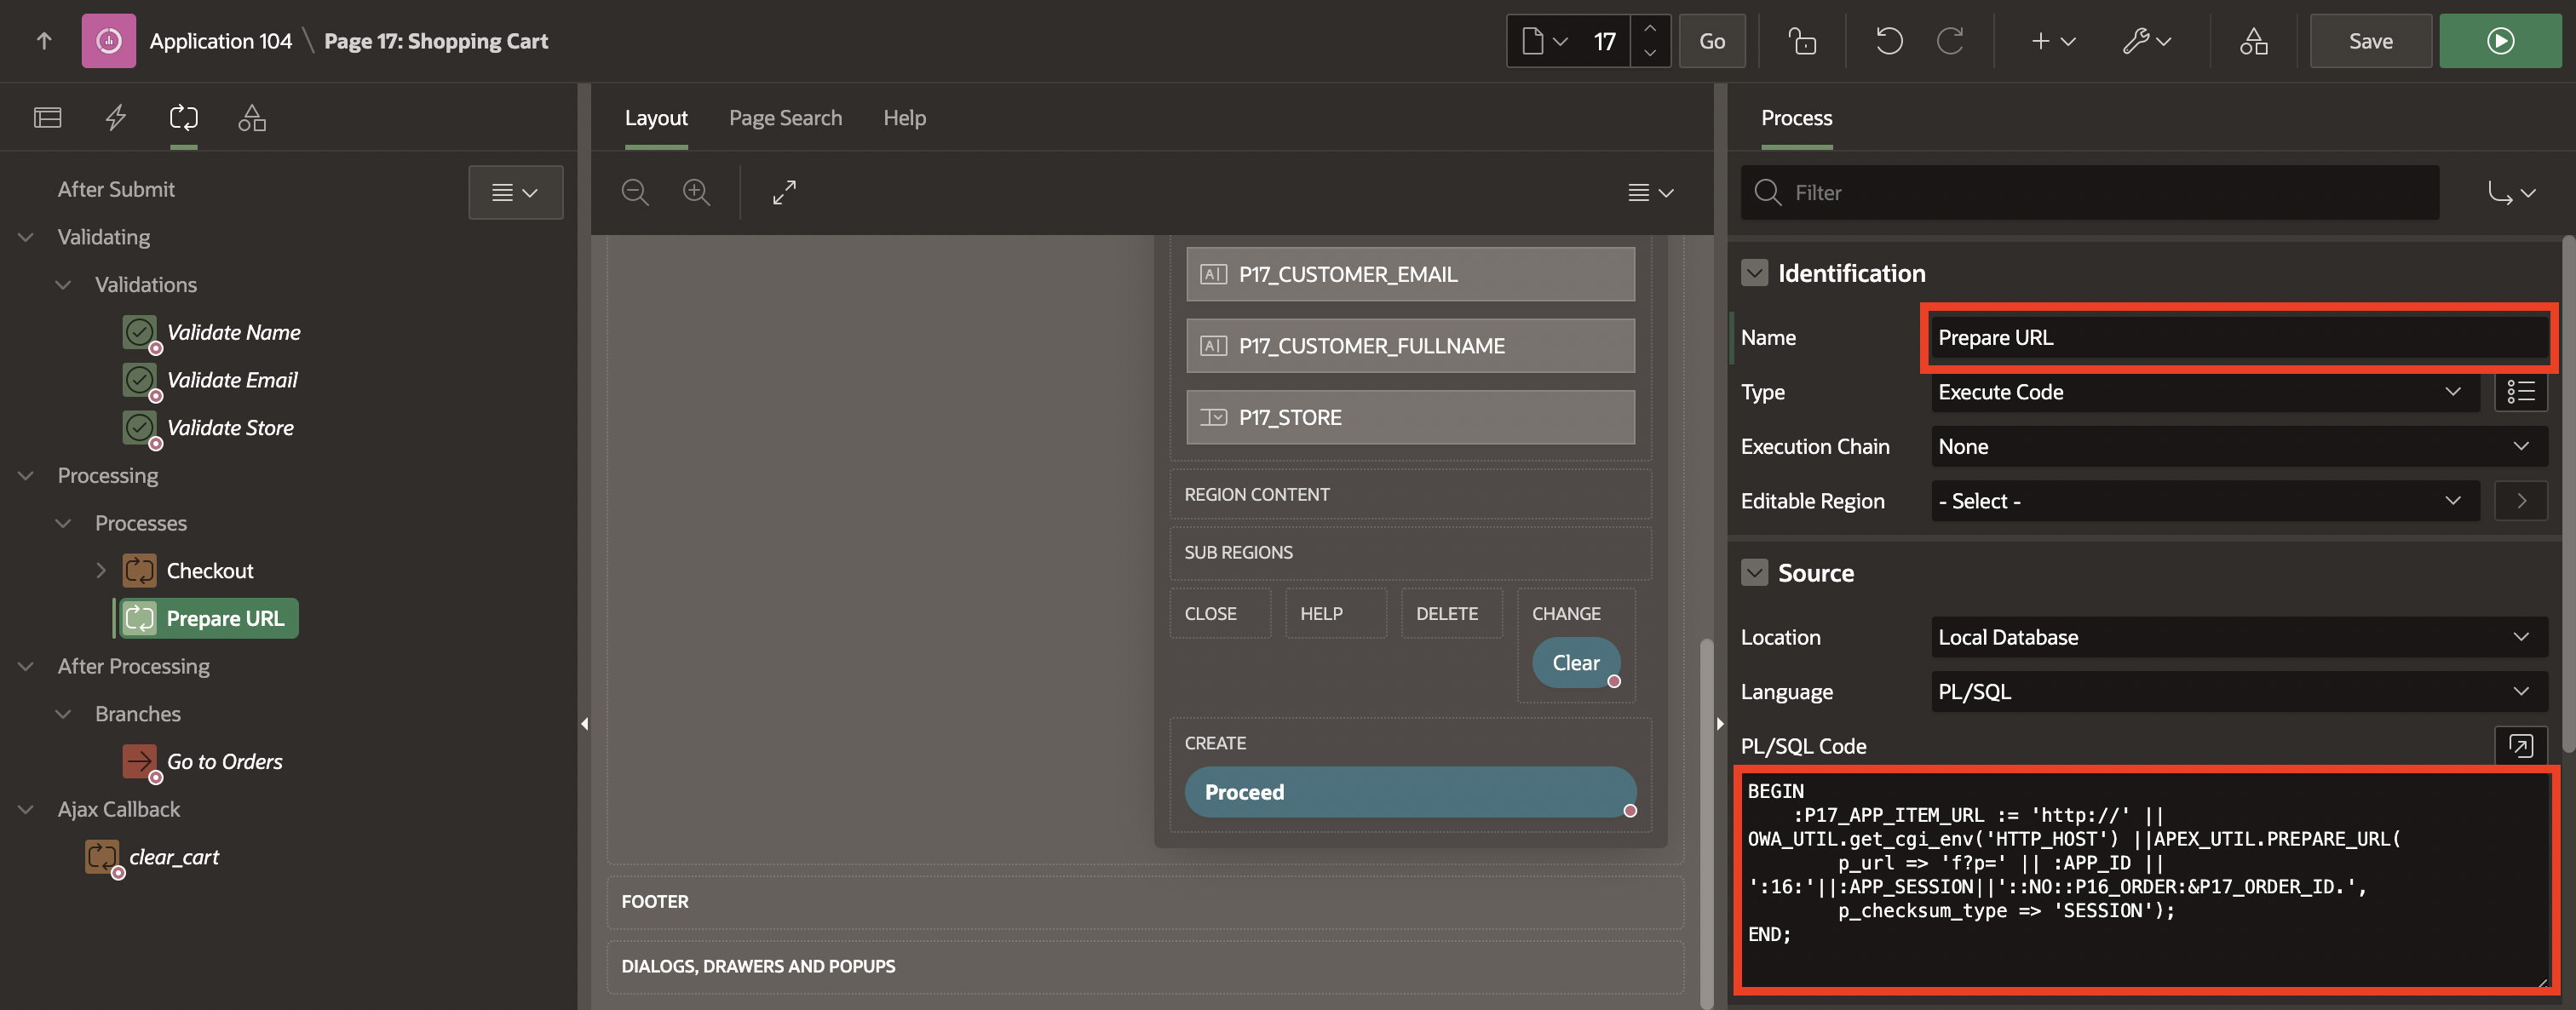 Application 104 \ Page 17: Shopping Cart
17
Go
Save
After Submit
Validating
Validations
Validate Name
Validate Email
Validate Store
Processing
Processes
Checkout
Prepare URL
After Processing
Branches
Go to Orders
Ajax Callback
clear_cart
Layout
Page Search
Help
P17_CUSTOMER_EMAIL
P17_CUSTOMER_FULLNAME
P17_STORE
REGION CONTENT
SUB REGIONS
CLOSE
HELP
DELETE
CHANGE
Clear
CREATE
Proceed
FOOTER
DIALOGS, DRAWERS AND POPUPS
Process
Filter
Identification
Name
Prepare URL
Type
Execute Code
Execution Chain
None
Editable Region
- Select -
Source
Location
Local Database
Language
PL/SQL
PL/SQL Code
BEGIN
:P17_APP_ITEM_URL := 'http://' ||
OWA_UTIL.get_cgi_env('HTTP_HOST') ||APEX_UTIL.PREPARE_URL(
p_url => 'f?p=' || :APP_ID ||
':16:'||:APP_SESSION||'::NO::P16_ORDER:&P17_ORDER_ID.',
p_checksum_type => 'SESSION');
END;